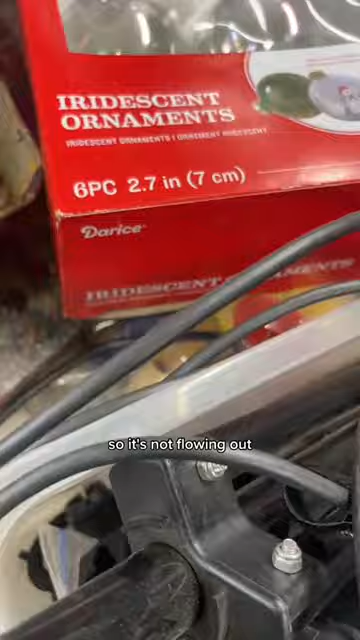 IRIDESCENT
ORNAMENTS
IRIDESCENT ORNAMENTS | ORNEMENT IRIDESCENT
6PC 2.7 in (7 cm)
Darice
IRIDESCENT ORNAMENTS
so it's not flowing out